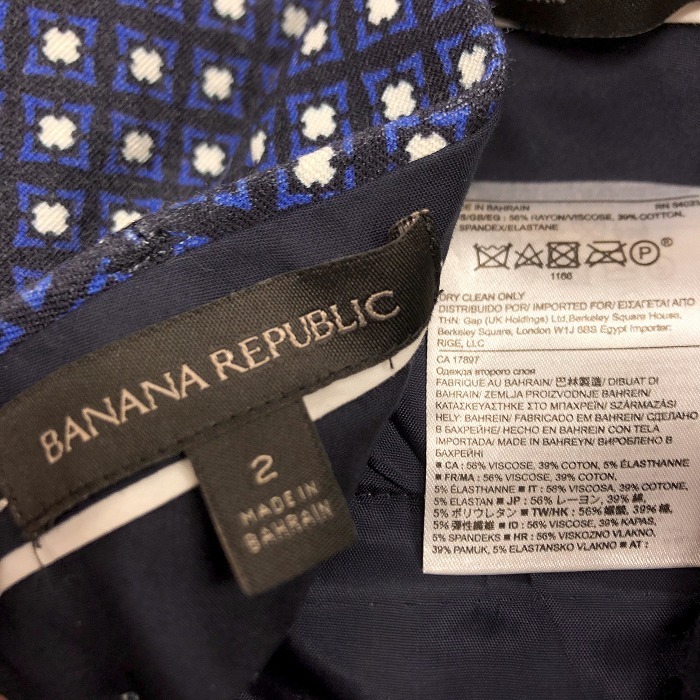 BANANA REPUBLIC
2
MADE IN
BAHRAIN
E IN BAHRAIN RN 54023
/GB/EG : 56% RAYON/VISCOSE, 39% COTTON,
SPANDEX/ELASTANE
1166
DRY CLEAN ONLY
DISTRIBUIDO POR/ IMPORTED FOR/ ΕΙΣΑΓΕΤΑΙ ΑΠΟ
ΤΗΝ: Gap (UK Holdings) Ltd,Berkeley Square House,
Berkeley Square, London W1J 6BS Egypt Importer:
RIGE, LLC
CA 17897
Одежда второго слоя
FABRIQUE AU BAHRAIN/ 巴林製造/ DIBUAT DI
BAHRAIN/ ZEMLJA PROIZVODNJE BAHREIN/
ΚΑΤΑΣΚΕΥΑΣΤΗΚΕ ΣΤΟ ΜΠΑΧΡΕΪΝ/ SZÁRMAZÁSI
HELY: BAHREIN/ FABRICADO EM BAHREIN/ СДЕЛАНО
В БАХРЕЙНЕ/ HECHO EN BAHREIN CON TELA
IMPORTADA/ MADE IN BAHREYN/ ВИРОБЛЕНО В
БАХРЕЙНІ
■ CA : 56% VISCOSE, 39% COTON, 5% ÉLASTHANNE
■ FR/MA : 56% VISCOSE, 39% COTON,
5% ÉLASTHANNE ■ IT : 56% VISCOSA, 39% COTONE,
5% ELASTAN ■ JP : 56% レーヨン, 39% 綿,
5% ポリウレタン ■ TW/HK : 56% 嫘縈, 39% 棉,
5% 彈性纖維 ■ ID : 56% VISCOSE, 39% KAPAS,
5% SPANDEKS ■ HR : 56% VISKOZNO VLAKNO,
39% PAMUK, 5% ELASTANSKO VLAKNO ■ AT :